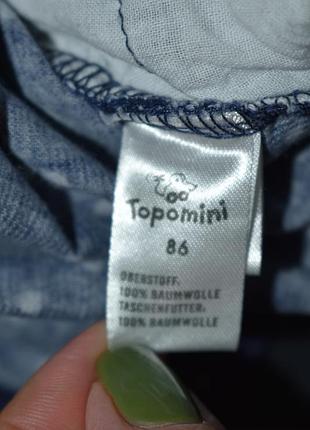 Topomini
86
OBERSTOFF:
100% BAUMWOLLE
TASCHENFUTTER:
100% BAUMWOLLE